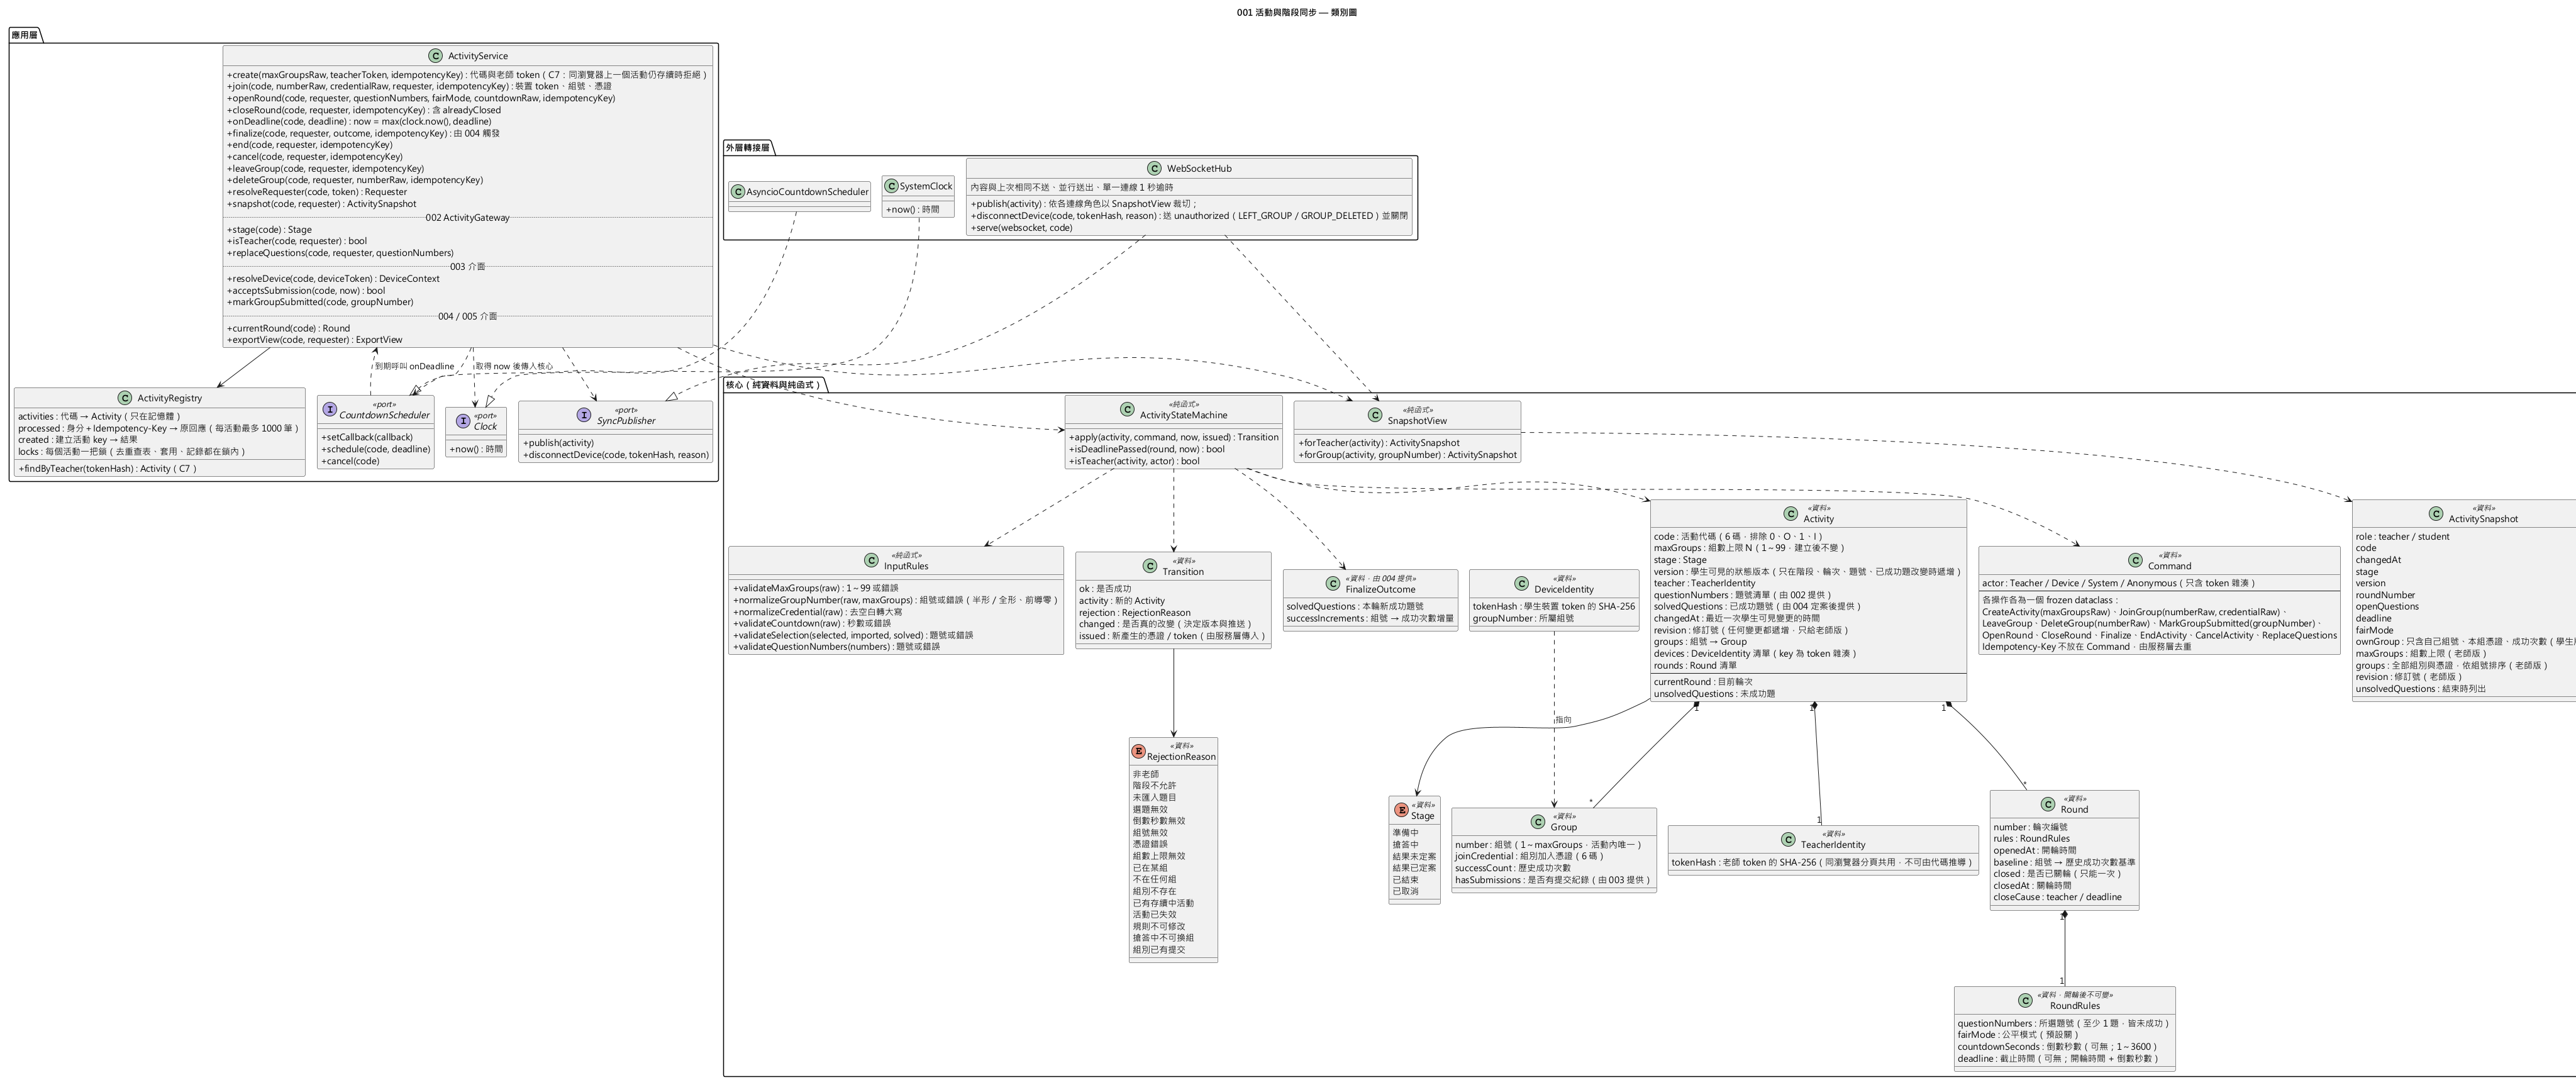 001 活動與階段同步 — 類別圖
應用層
ActivityService
+create(maxGroupsRaw, teacherToken, idempotencyKey) : 代碼與老師 token（C7：同瀏覽器上一個活動仍存續時拒絕）
+join(code, numberRaw, credentialRaw, requester, idempotencyKey) : 裝置 token、組號、憑證
+openRound(code, requester, questionNumbers, fairMode, countdownRaw, idempotencyKey)
+closeRound(code, requester, idempotencyKey) : 含 alreadyClosed
+onDeadline(code, deadline) : now = max(clock.now(), deadline)
+finalize(code, requester, outcome, idempotencyKey) : 由 004 觸發
+end(code, requester, idempotencyKey)
+cancel(code, requester, idempotencyKey)
+leaveGroup(code, requester, idempotencyKey)
+deleteGroup(code, requester, numberRaw, idempotencyKey)
+resolveRequester(code, token) : Requester
+snapshot(code, requester) : ActivitySnapshot
002 ActivityGateway
+stage(code) : Stage
+isTeacher(code, requester) : bool
+replaceQuestions(code, requester, questionNumbers)
003 介面
+resolveDevice(code, deviceToken) : DeviceContext
+acceptsSubmission(code, now) : bool
+markGroupSubmitted(code, groupNumber)
004 / 005 介面
+currentRound(code) : Round
+exportView(code, requester) : ExportView
到期呼叫 onDeadline
取得 now 後傳入核心
ActivityRegistry
activities : 代碼 → Activity（只在記憶體）
processed : 身分 + Idempotency-Key → 原回應（每活動最多 1000 筆）
created : 建立活動 key → 結果
locks : 每個活動一把鎖（去重查表、套用、記錄都在鎖內）
+findByTeacher(tokenHash) : Activity（C7）
«port»
CountdownScheduler
+setCallback(callback)
+schedule(code, deadline)
+cancel(code)
«port»
Clock
+now() : 時間
«port»
SyncPublisher
+publish(activity)
+disconnectDevice(code, tokenHash, reason)
外層轉接層
AsyncioCountdownScheduler
SystemClock
+now() : 時間
WebSocketHub
內容與上次相同不送、並行送出、單一連線 1 秒逾時
+publish(activity) : 依各連線角色以 SnapshotView 裁切；
+disconnectDevice(code, tokenHash, reason) : 送 unauthorized（LEFT_GROUP / GROUP_DELETED）並關閉
+serve(websocket, code)
核心（純資料與純函式）
«純函式»
ActivityStateMachine
+apply(activity, command, now, issued) : Transition
+isDeadlinePassed(round, now) : bool
+isTeacher(activity, actor) : bool
«純函式»
SnapshotView
+forTeacher(activity) : ActivitySnapshot
+forGroup(activity, groupNumber) : ActivitySnapshot
«純函式»
InputRules
+validateMaxGroups(raw) : 1～99 或錯誤
+normalizeGroupNumber(raw, maxGroups) : 組號或錯誤（半形 / 全形、前導零）
+normalizeCredential(raw) : 去空白轉大寫
+validateCountdown(raw) : 秒數或錯誤
+validateSelection(selected, imported, solved) : 題號或錯誤
+validateQuestionNumbers(numbers) : 題號或錯誤
«資料»
Transition
ok : 是否成功
activity : 新的 Activity
rejection : RejectionReason
changed : 是否真的改變（決定版本與推送）
issued : 新產生的憑證 / token（由服務層傳入）
«資料，由 004 提供»
FinalizeOutcome
solvedQuestions : 本輪新成功題號
successIncrements : 組號 → 成功次數增量
«資料»
DeviceIdentity
tokenHash : 學生裝置 token 的 SHA-256
groupNumber : 所屬組號
«資料»
Activity
code : 活動代碼（6 碼，排除 0、O、1、I）
maxGroups : 組數上限 N（1～99，建立後不變）
stage : Stage
version : 學生可見的狀態版本（只在階段、輪次、題號、已成功題改變時遞增）
teacher : TeacherIdentity
questionNumbers : 題號清單（由 002 提供）
solvedQuestions : 已成功題號（由 004 定案後提供）
changedAt : 最近一次學生可見變更的時間
revision : 修訂號（任何變更都遞增，只給老師版）
groups : 組號 → Group
devices : DeviceIdentity 清單（key 為 token 雜湊）
rounds : Round 清單
currentRound : 目前輪次
unsolvedQuestions : 未成功題
«資料»
Command
actor : Teacher / Device / System / Anonymous（只含 token 雜湊）
各操作各為一個 frozen dataclass：
CreateActivity(maxGroupsRaw)、JoinGroup(numberRaw, credentialRaw)、
LeaveGroup、DeleteGroup(numberRaw)、MarkGroupSubmitted(groupNumber)、
OpenRound、CloseRound、Finalize、EndActivity、CancelActivity、ReplaceQuestions
Idempotency-Key 不放在 Command，由服務層去重
«資料»
ActivitySnapshot
role : teacher / student
code
changedAt
stage
version
roundNumber
openQuestions
deadline
fairMode
ownGroup : 只含自己組號、本組憑證、成功次數（學生
maxGroups : 組數上限（老師版）
groups : 全部組別與憑證，依組號排序（老師版）
revision : 修訂號（老師版）
unsolvedQuestions : 結束時列出
指向
1
1
1
«資料»
RejectionReason
非老師
階段不允許
未匯入題目
選題無效
倒數秒數無效
組號無效
憑證錯誤
組數上限無效
已在某組
不在任何組
組別不存在
已有存續中活動
活動已失效
規則不可修改
搶答中不可換組
組別已有提交
«資料»
Stage
準備中
搶答中
結果未定案
結果已定案
已結束
已取消
*
«資料»
Group
number : 組號（1～maxGroups，活動內唯一）
joinCredential : 組別加入憑證（6 碼）
successCount : 歷史成功次數
hasSubmissions : 是否有提交紀錄（由 003 提供）
1
«資料»
TeacherIdentity
tokenHash : 老師 token 的 SHA-256（同瀏覽器分頁共用，不可由代碼推導）
*
«資料»
Round
number : 輪次編號
rules : RoundRules
openedAt : 開輪時間
baseline : 組號 → 歷史成功次數基準
closed : 是否已關輪（只能一次）
closedAt : 關輪時間
closeCause : teacher / deadline
1
1
«資料，開輪後不可變»
RoundRules
questionNumbers : 所選題號（至少 1 題，皆未成功）
fairMode : 公平模式（預設關）
countdownSeconds : 倒數秒數（可無；1～3600）
deadline : 截止時間（可無；開輪時間 + 倒數秒數）